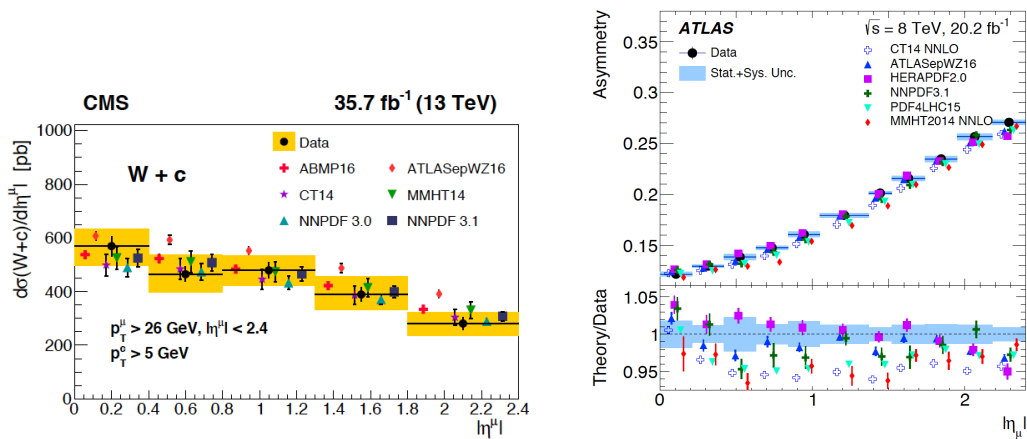 CMS 35.7 fb⁻¹ (13 TeV)
dσ(W+c)/d|η^μ| [pb]
1000
800
600
400
200
0
W + c
Data
ABMP16
ATLASepWZ16
CT14
MMHT14
NNPDF 3.0
NNPDF 3.1
p_T^μ > 26 GeV, |η^μ| < 2.4
p_T^c > 5 GeV
0 0.2 0.4 0.6 0.8 1 1.2 1.4 1.6 1.8 2 2.2 2.4
|η^μ|
ATLAS √s = 8 TeV, 20.2 fb⁻¹
Asymmetry
0.35
0.3
0.25
0.2
0.15
Data
Stat.+Sys. Unc.
CT14 NNLO
ATLASepWZ16
HERAPDF2.0
NNPDF3.1
PDF4LHC15
MMHT2014 NNLO
Theory/Data
1.05
1
0.95
0 0.5 1 1.5 2
|η_μ|